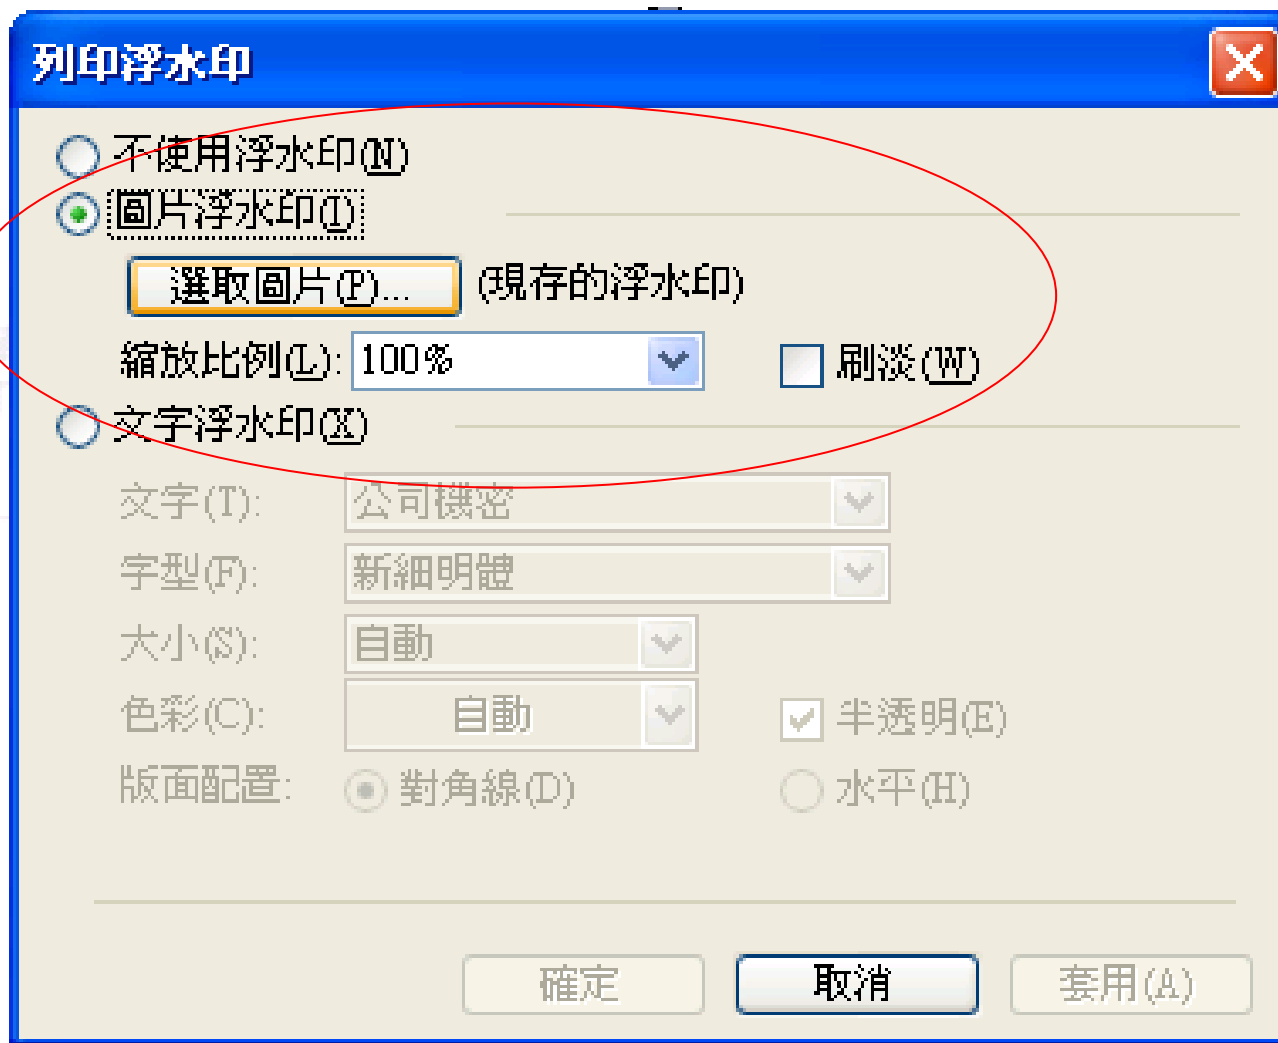 列印浮水印
不使用浮水印(N)
圖片浮水印(I)
選取圖片(P)... (現存的浮水印)
縮放比例(L): 100% 刷淡(W)
文字浮水印(X)
文字(T): 公司機密
字型(F): 新細明體
大小(S): 自動
色彩(C): 自動 半透明(E)
版面配置: 對角線(D) 水平(H)
確定 取消 套用(A)